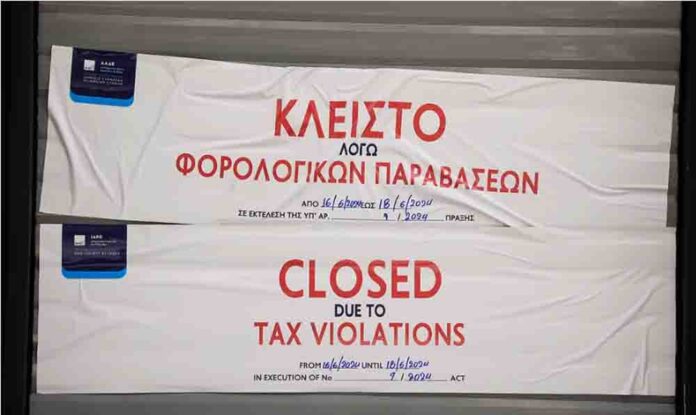 ΑΑΔΕ
ΚΛΕΙΣΤΟ
ΛΟΓΩ
ΦΟΡΟΛΟΓΙΚΩΝ ΠΑΡΑΒΑΣΕΩΝ
ΑΠΟ 16/6/2024 ΕΩΣ 18/6/2024
ΣΕ ΕΚΤΕΛΕΣΗ ΤΗΣ ΥΠ' ΑΡ. 9 / 2024 ΠΡΑΞΗΣ
IAPR
CLOSED
DUE TO
TAX VIOLATIONS
FROM 16/6/2024 UNTIL 18/6/2024
IN EXECUTION OF No 9 / 2024 ACT